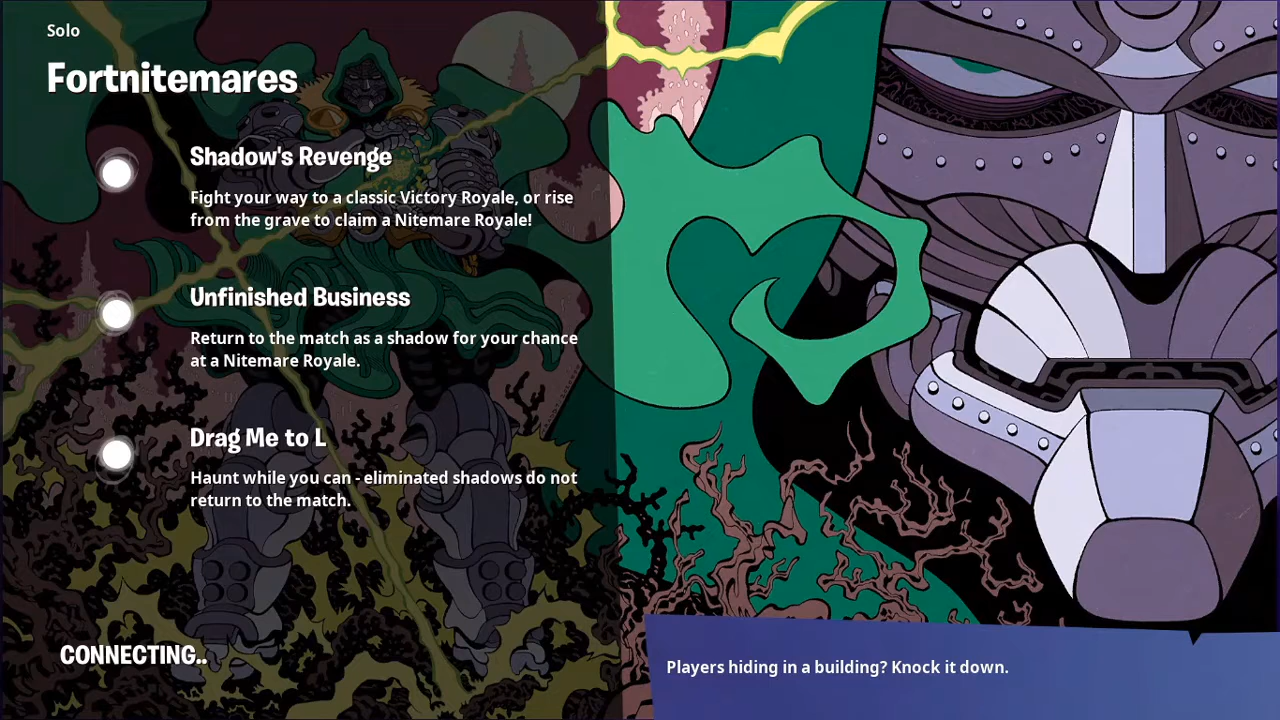 Solo
Fortnitemares
Shadow's Revenge
Fight your way to a classic Victory Royale, or rise
from the grave to claim a Nitemare Royale!
Unfinished Business
Return to the match as a shadow for your chance
at a Nitemare Royale.
Drag Me to L
Haunt while you can - eliminated shadows do not
return to the match.
CONNECTING..
Players hiding in a building? Knock it down.